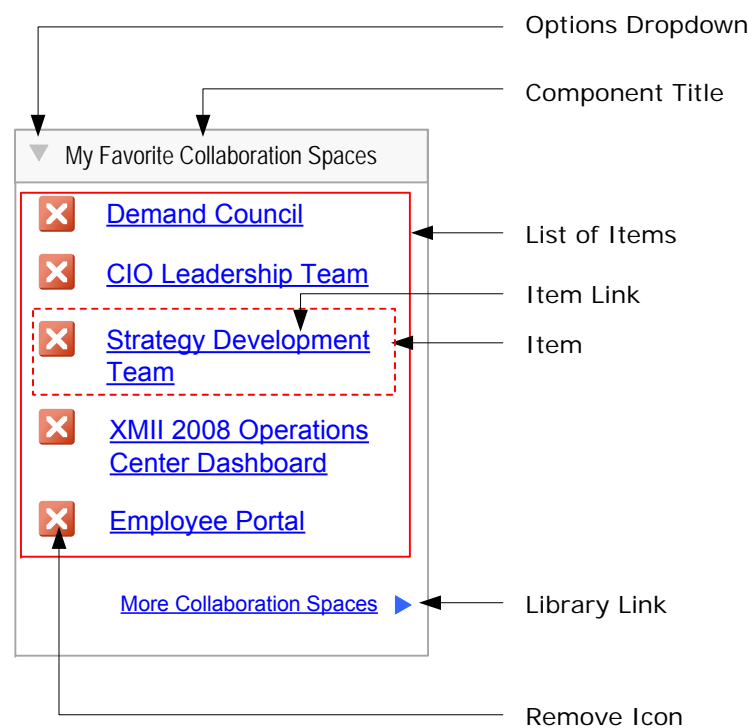 Options Dropdown
Component Title
My Favorite Collaboration Spaces
Demand Council
List of Items
CIO Leadership Team
Item Link
Strategy Development
Team
Item
XMII 2008 Operations
Center Dashboard
Employee Portal
More Collaboration Spaces
Library Link
Remove Icon